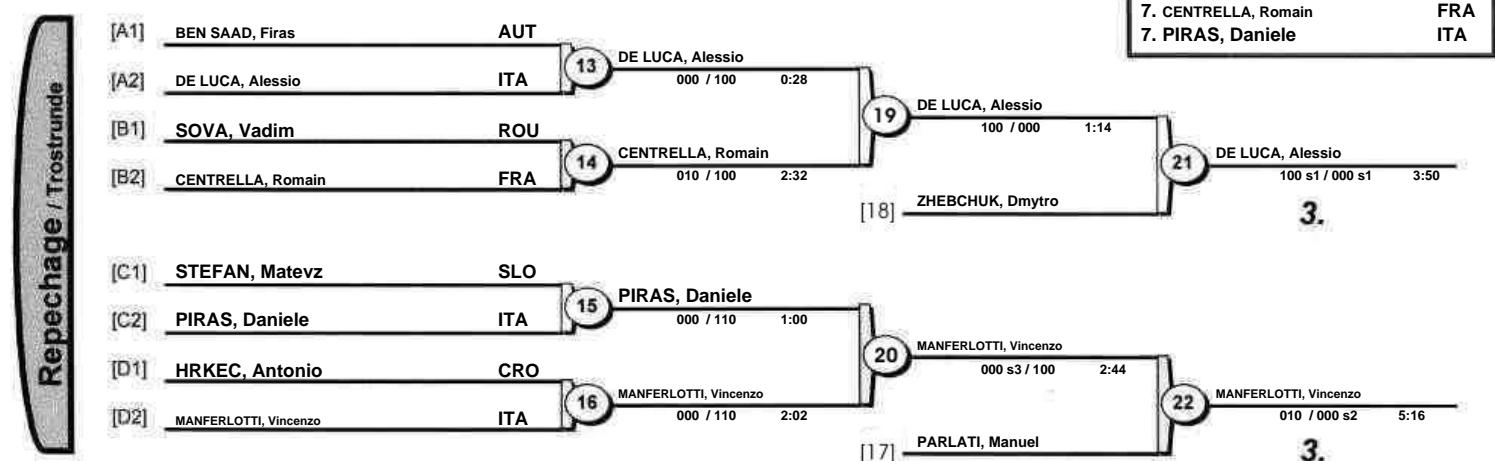 7. CENTRELLA, Romain FRA
7. PIRAS, Daniele ITA
Repechage / Trostrunde
[A1] BEN SAAD, Firas AUT
[A2] DE LUCA, Alessio ITA
13 DE LUCA, Alessio
000 / 100 0:28
[B1] SOVA, Vadim ROU
[B2] CENTRELLA, Romain FRA
14 CENTRELLA, Romain
010 / 100 2:32
19 DE LUCA, Alessio
100 / 000 1:14
[18] ZHEBCHUK, Dmytro
21 DE LUCA, Alessio
100 s1 / 000 s1 3:50
3.
[C1] STEFAN, Matevz SLO
[C2] PIRAS, Daniele ITA
15 PIRAS, Daniele
000 / 110 1:00
[D1] HRKEC, Antonio CRO
[D2] MANFERLOTTI, Vincenzo ITA
16 MANFERLOTTI, Vincenzo
000 / 110 2:02
20 MANFERLOTTI, Vincenzo
000 s3 / 100 2:44
[17] PARLATI, Manuel
22 MANFERLOTTI, Vincenzo
010 / 000 s2 5:16
3.